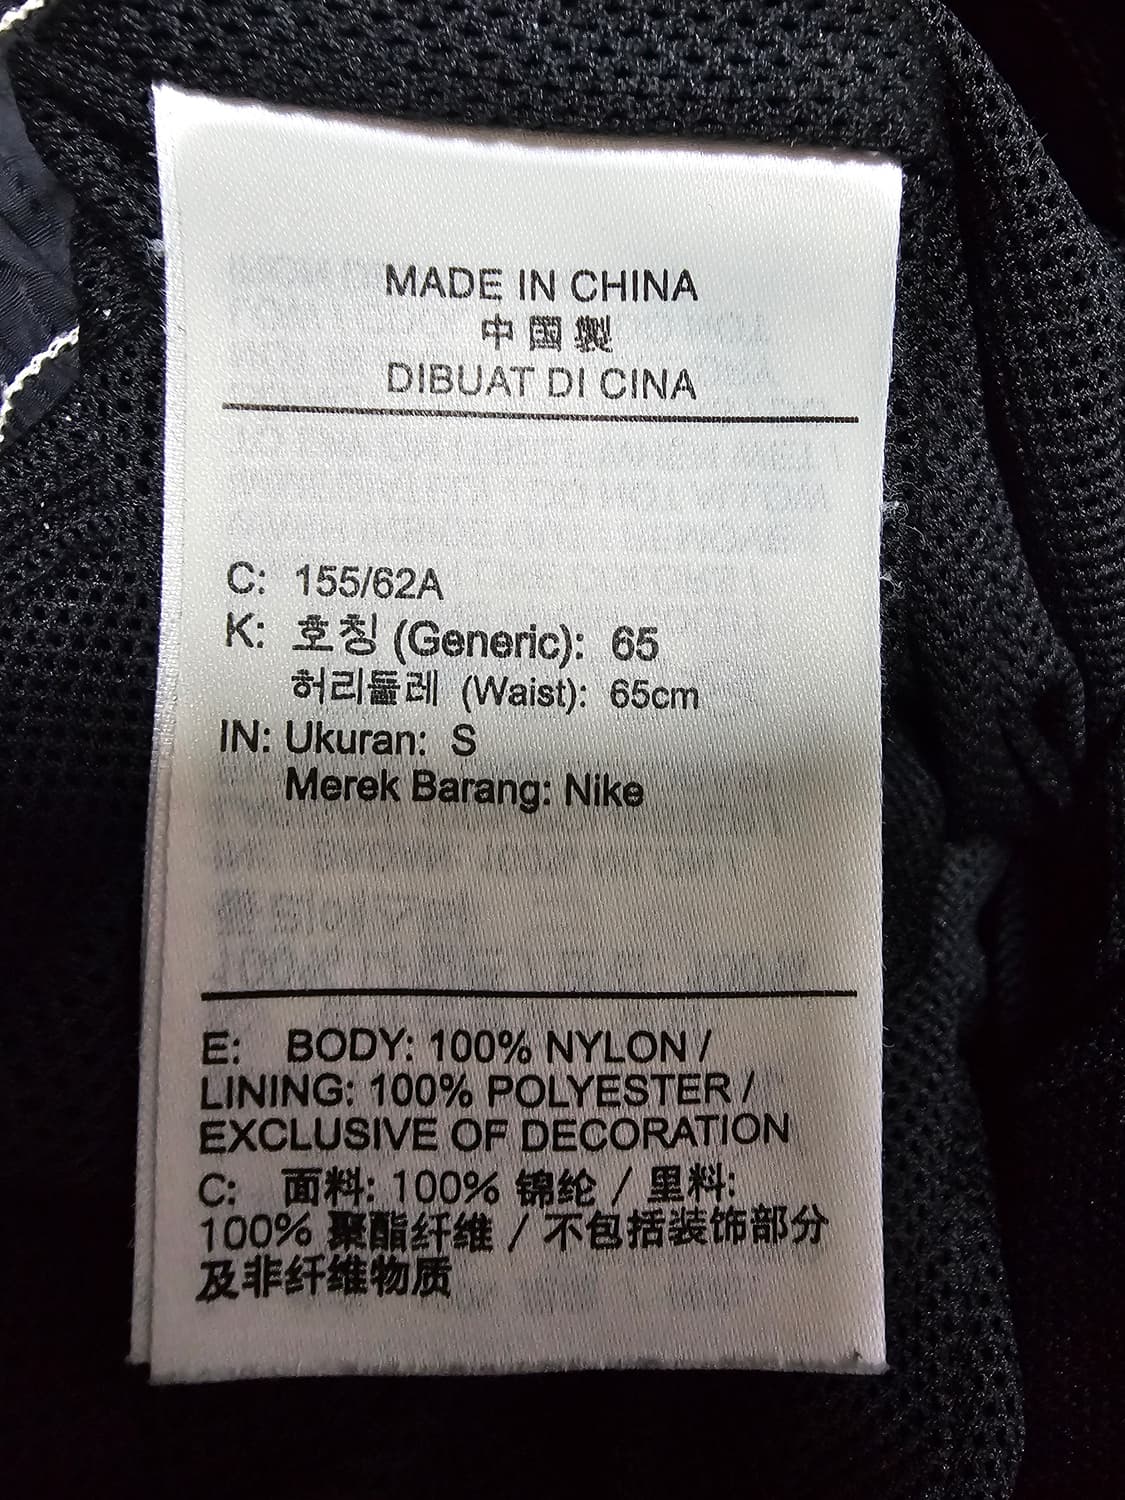 MADE IN CHINA
中国製
DIBUAT DI CINA
C: 155/62A
K: 호칭 (Generic): 65
허리둘레 (Waist): 65cm
IN: Ukuran: S
Merek Barang: Nike
E: BODY: 100% NYLON /
LINING: 100% POLYESTER /
EXCLUSIVE OF DECORATION
C: 面料: 100% 锦纶 / 里料:
100% 聚酯纤维 / 不包括装饰部分
及非纤维物质